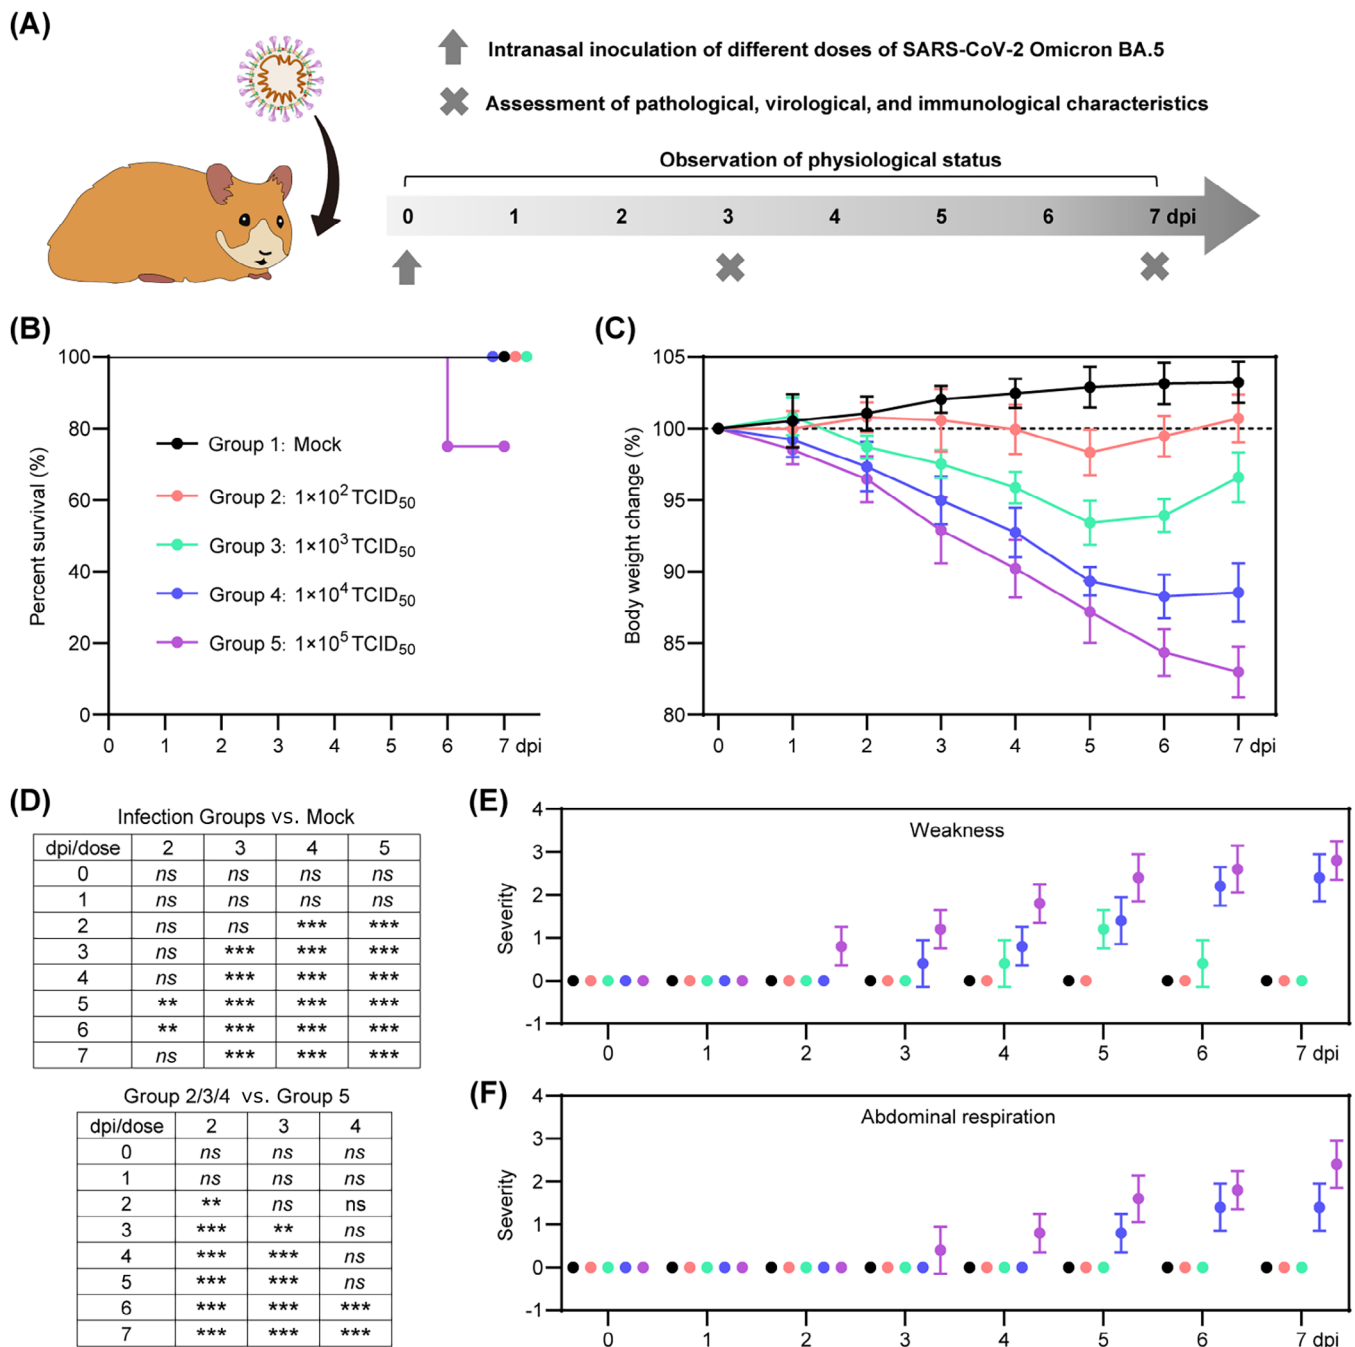 (A)
Intranasal inoculation of different doses of SARS-CoV-2 Omicron BA.5
Assessment of pathological, virological, and immunological characteristics
Observation of physiological status
0 1 2 3 4 5 6 7 dpi
(B)
Percent survival (%)
100
80
60
40
20
0
Group 1: Mock
Group 2: 1×10² TCID₅₀
Group 3: 1×10³ TCID₅₀
Group 4: 1×10⁴ TCID₅₀
Group 5: 1×10⁵ TCID₅₀
0 1 2 3 4 5 6 7 dpi
(C)
Body weight change (%)
105
100
95
90
85
80
0 1 2 3 4 5 6 7 dpi
(D)
Infection Groups vs. Mock
dpi/dose 2 3 4 5
0 ns ns ns ns
1 ns ns ns ns
2 ns ns *** ***
3 ns *** *** ***
4 ns *** *** ***
5 ** *** *** ***
6 ** *** *** ***
7 ns *** *** ***
Group 2/3/4 vs. Group 5
dpi/dose 2 3 4
0 ns ns ns
1 ns ns ns
2 ** ns ns
3 *** ** ns
4 *** *** ns
5 *** *** ns
6 *** *** ***
7 *** *** ***
(E)
Weakness
Severity
4
3
2
1
0
-1
0 1 2 3 4 5 6 7 dpi
(F)
Abdominal respiration
Severity
4
3
2
1
0
-1
0 1 2 3 4 5 6 7 dpi